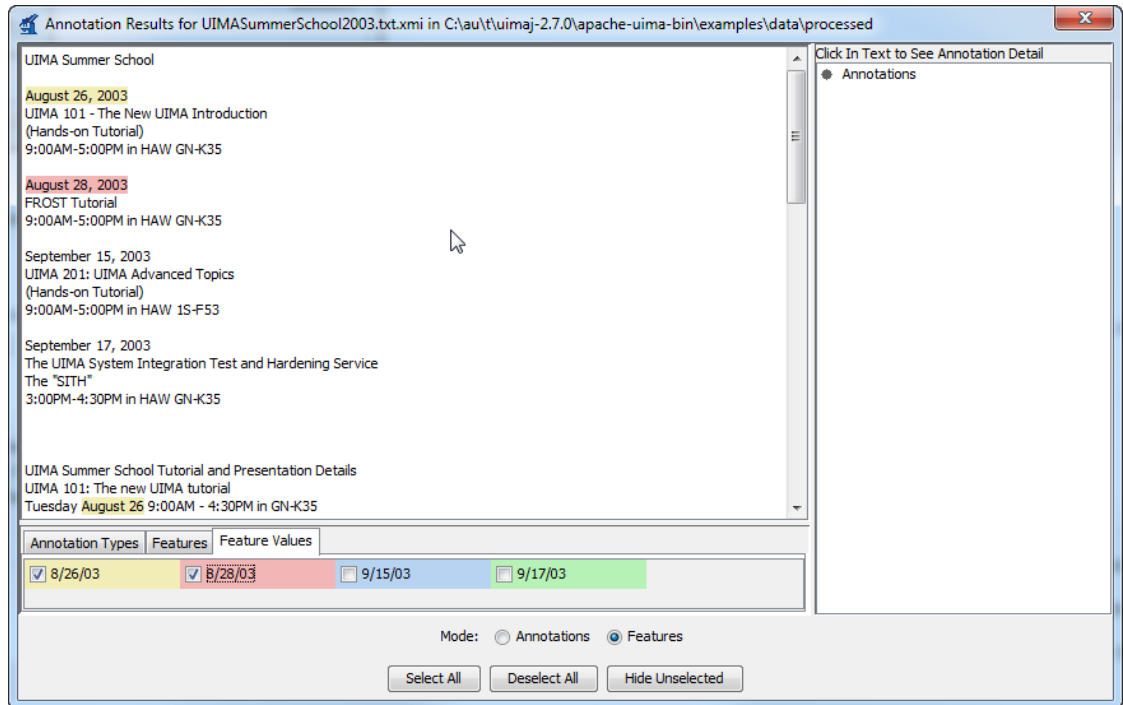 Annotation Results for UIMASummerSchool2003.txt.xmi in C:\au\t\uimaj-2.7.0\apache-uima-bin\examples\data\processed
UIMA Summer School
August 26, 2003
UIMA 101 - The New UIMA Introduction
(Hands-on Tutorial)
9:00AM-5:00PM in HAW GN-K35
August 28, 2003
FROST Tutorial
9:00AM-5:00PM in HAW GN-K35
September 15, 2003
UIMA 201: UIMA Advanced Topics
(Hands-on Tutorial)
9:00AM-5:00PM in HAW 1S-F53
September 17, 2003
The UIMA System Integration Test and Hardening Service
The "SITH"
3:00PM-4:30PM in HAW GN-K35
UIMA Summer School Tutorial and Presentation Details
UIMA 101: The new UIMA tutorial
Tuesday August 26 9:00AM - 4:30PM in GN-K35
Click In Text to See Annotation Detail
Annotations
Annotation Types Features Feature Values
8/26/03 8/28/03 9/15/03 9/17/03
Mode: Annotations Features
Select All Deselect All Hide Unselected